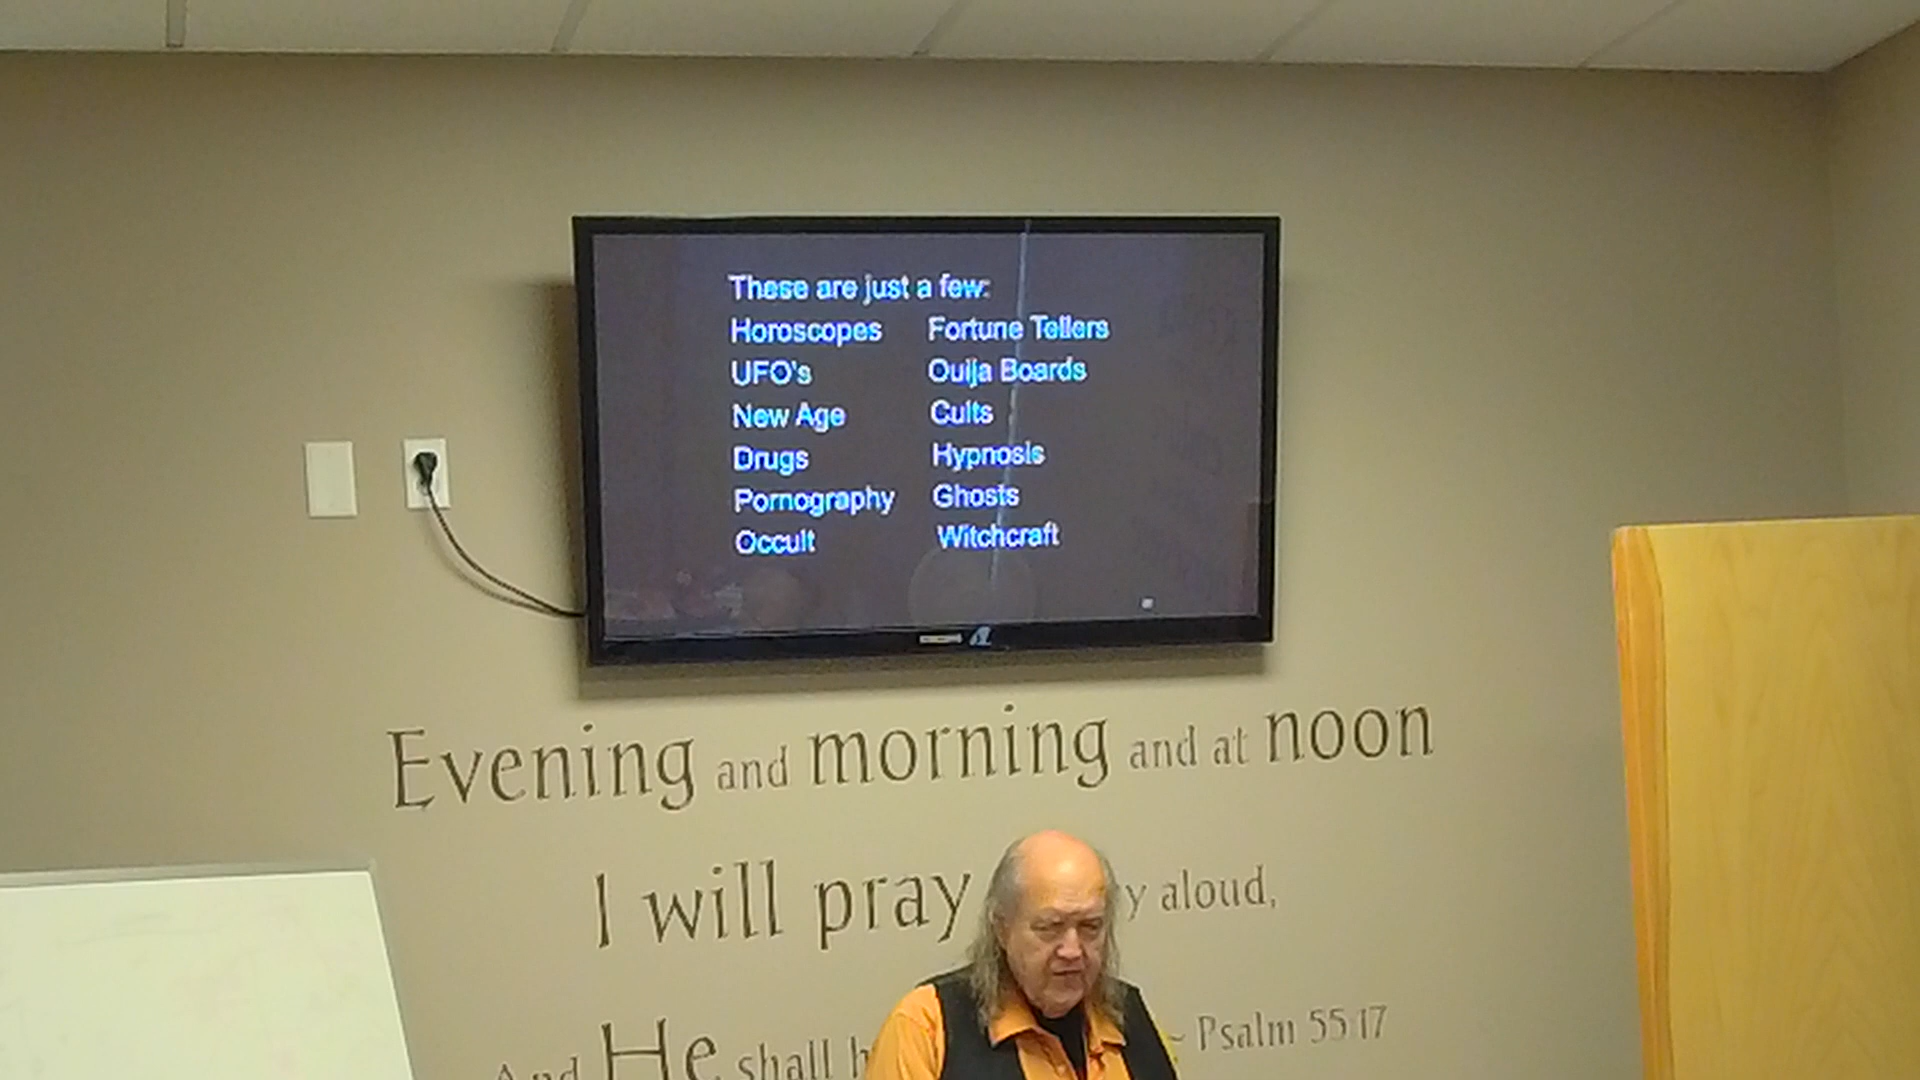 These are just a few:
Horoscopes Fortune Tellers
UFO's Ouija Boards
New Age Cults
Drugs Hypnosis
Pornography Ghosts
Occult Witchcraft
Evening and morning and at noon
I will pray y aloud,
And He shall h ~ Psalm 55:17